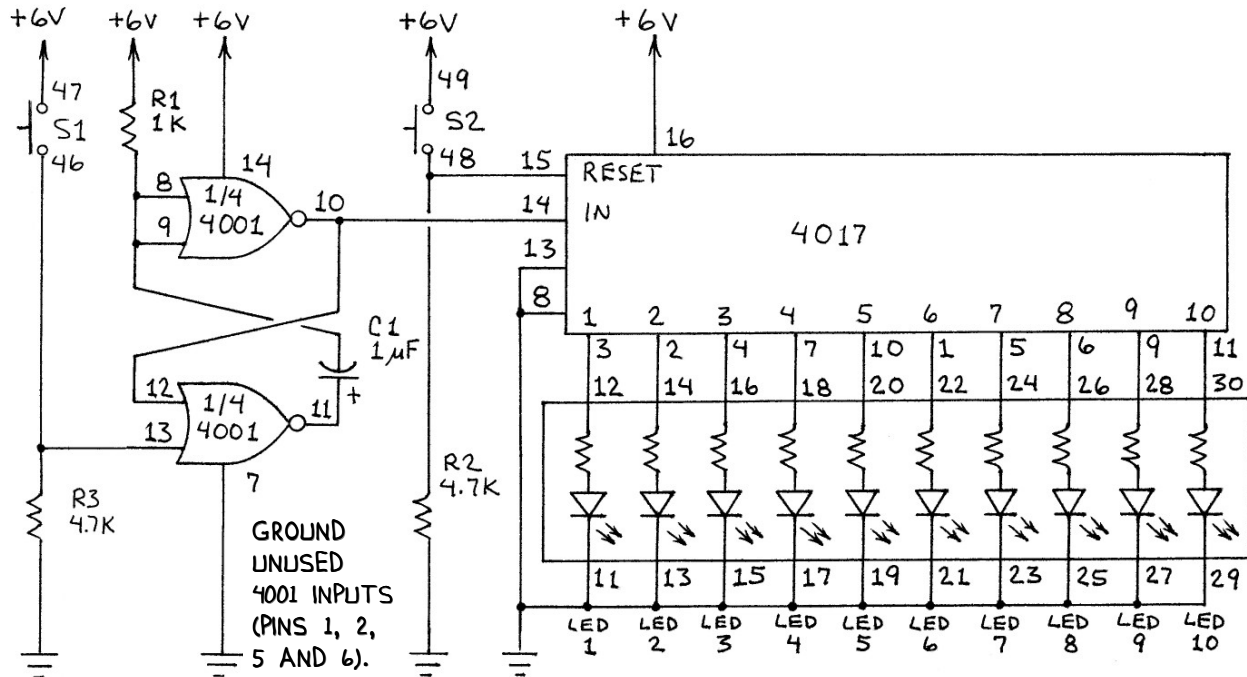 +6V +6V +6V +6V +6V
47
S1
46
R1
1K
14
8
9
1/4
4001
10
49
S2
48
16
15 RESET
14 IN
13
8
4017
1 2 3 4 5 6 7 8 9 10
3 2 4 7 10 1 5 6 9 11
12 14 16 18 20 22 24 26 28 30
C1
1µF
+
12
13
1/4
4001
11
7
R3
4.7K
R2
4.7K
GROUND
UNUSED
4001 INPUTS
(PINS 1, 2,
5 AND 6).
11 13 15 17 19 21 23 25 27 29
LED LED LED LED LED LED LED LED LED LED
1 2 3 4 5 6 7 8 9 10